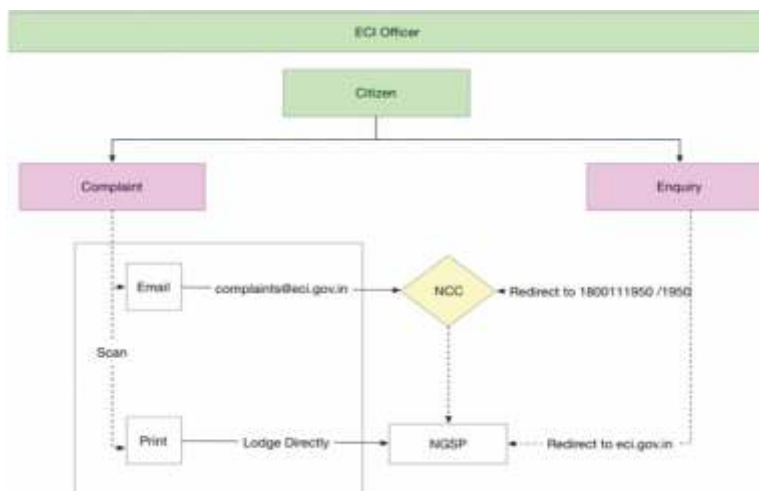 ECI Officer
Citizen
Complaint
Enquiry
Email
complaints@eci.gov.in
NCC
Redirect to 1800111950 /1950
Scan
Print
Lodge Directly
NGSP
Redirect to eci.gov.in